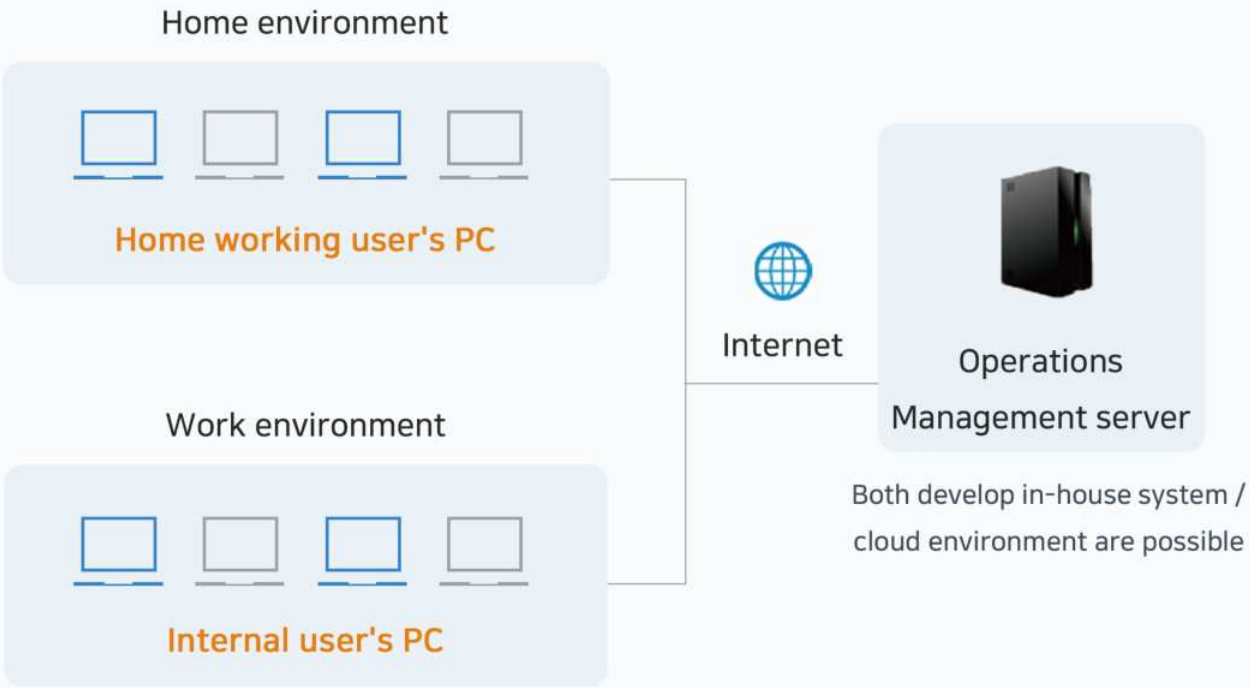 Home environment
Home working user's PC
Internet
Operations
Management server
Work environment
Both develop in-house system /
cloud environment are possible
Internal user's PC